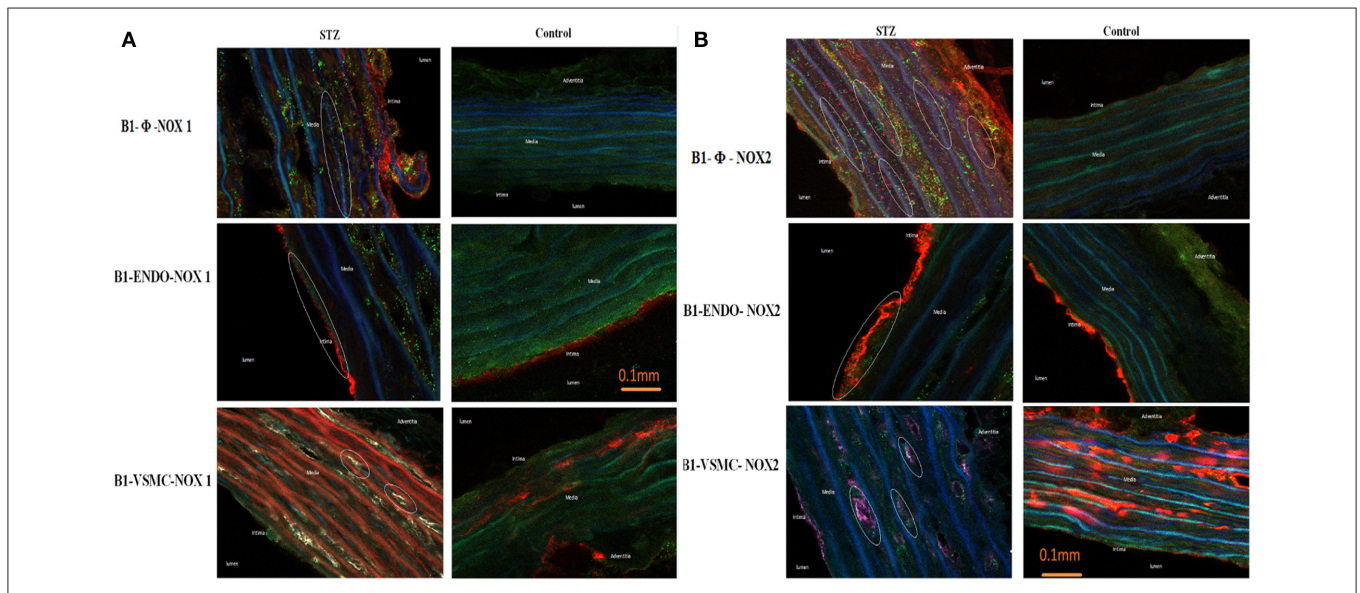 A
STZ
Control
B
STZ
Control
B1- Φ -NOX 1
lumen
Intima
Media
Adventitia
Media
Intima
lumen
B1- Φ - NOX2
Media
Adventitia
Intima
lumen
lumen
Intima
Media
Adventitia
B1-ENDO-NOX 1
Media
Intima
lumen
Media
Intima
lumen
0.1mm
B1-ENDO- NOX2
Intima
lumen
Media
Adventitia
Media
Intima
lumen
B1-VSMC-NOX 1
Adventitia
Media
Intima
lumen
lumen
Intima
Media
Adventitia
B1-VSMC- NOX2
Adventitia
Media
Intima
lumen
Adventitia
Media
Intima
lumen
0.1mm